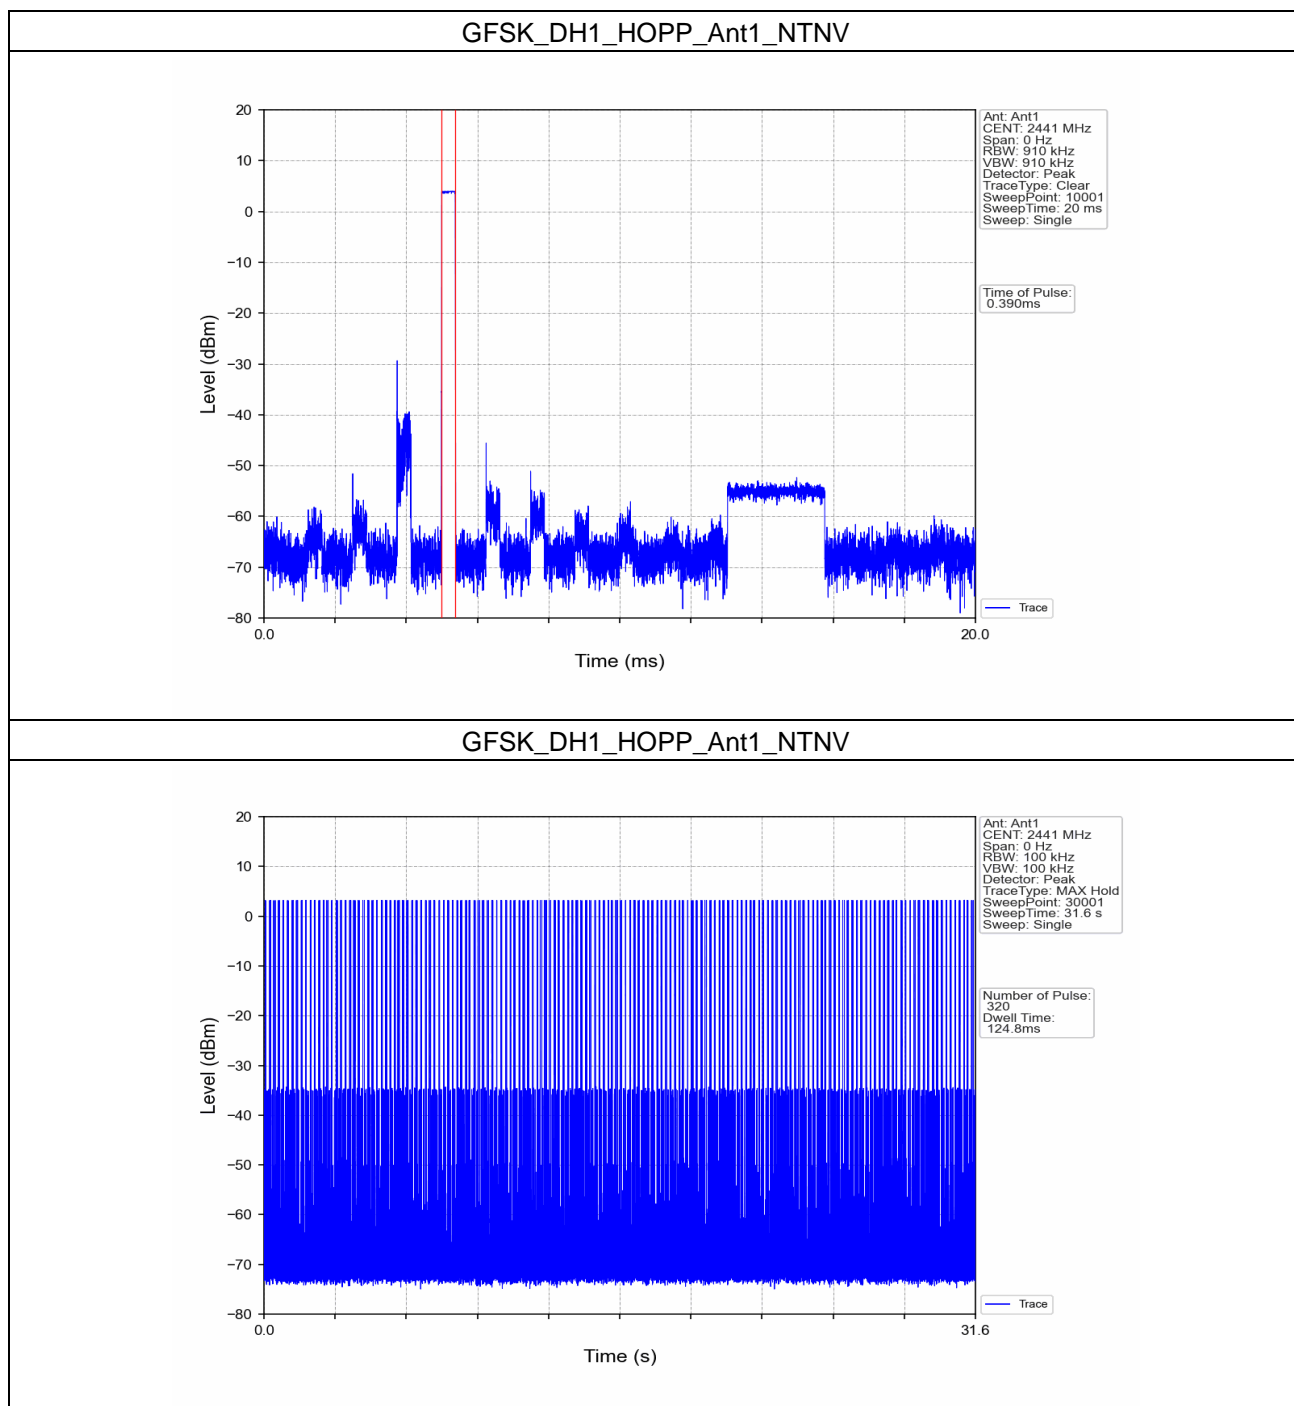 GFSK_DH1_HOPP_Ant1_NTNV
20
10
0
−10
−20
−30
−40
−50
−60
−70
−80
Level (dBm)
0.0
20.0
Time (ms)
Ant: Ant1
CENT: 2441 MHz
Span: 0 Hz
RBW: 910 kHz
VBW: 910 kHz
Detector: Peak
TraceType: Clear
SweepPoint: 10001
SweepTime: 20 ms
Sweep: Single
Time of Pulse:
0.390ms
Trace
GFSK_DH1_HOPP_Ant1_NTNV
20
10
0
−10
−20
−30
−40
−50
−60
−70
−80
Level (dBm)
0.0
31.6
Time (s)
Ant: Ant1
CENT: 2441 MHz
Span: 0 Hz
RBW: 100 kHz
VBW: 100 kHz
Detector: Peak
TraceType: MAX Hold
SweepPoint: 30001
SweepTime: 31.6 s
Sweep: Single
Number of Pulse:
320
Dwell Time:
124.8ms
Trace